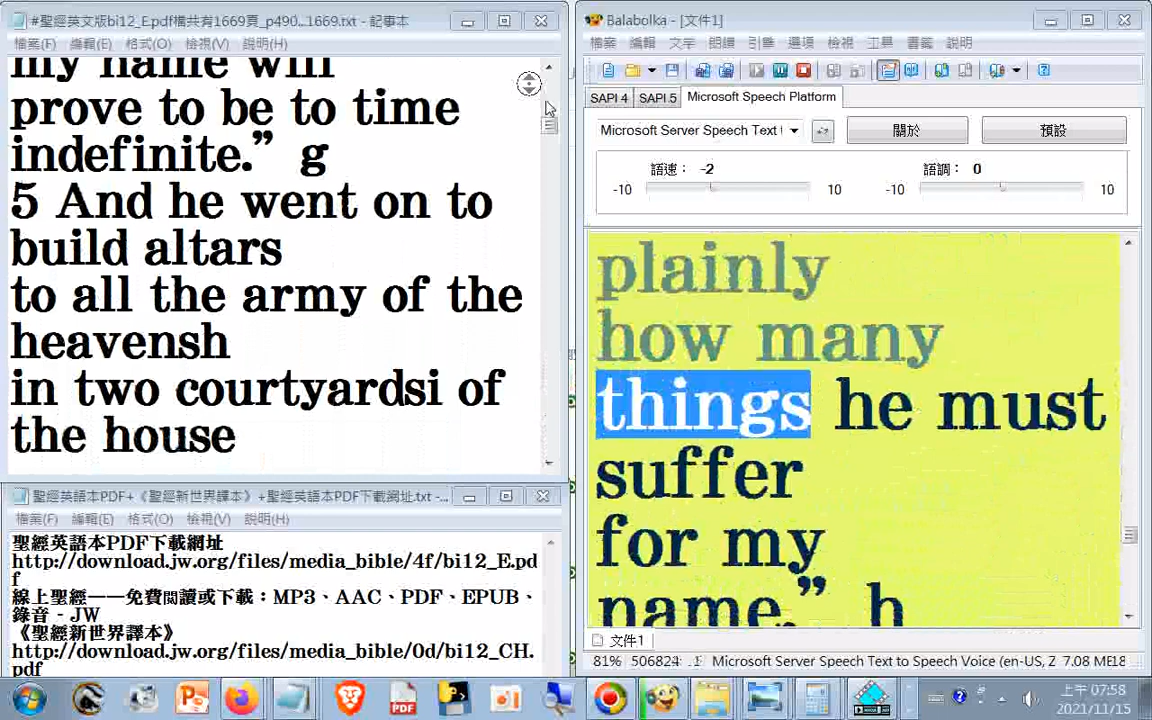 #聖經英文版bi12_E.pdf檔共有1669頁_p490...1669.txt - 記事本
檔案(F) 編輯(E) 格式(O) 檢視(V) 說明(H)
my name will
prove to be to time
indefinite.” g
5 And he went on to
build altars
to all the army of the
heavensh
in two courtyardsi of
the house
聖經英語本PDF+《聖經新世界譯本》+聖經英語本PDF下載網址.txt -...
檔案(F) 編輯(E) 格式(O) 檢視(V) 說明(H)
聖經英語本PDF下載網址
http://download.jw.org/files/media_bible/4f/bi12_E.pd
f
線上聖經——免費閱讀或下載：MP3、AAC、PDF、EPUB、
錄音 - JW
《聖經新世界譯本》
http://download.jw.org/files/media_bible/0d/bi12_CH.
pdf
Balabolka - [文件1]
檔案 編輯 文字 朗讀 引擎 選項 檢視 工具 書籤 說明
SAPI 4 SAPI 5 Microsoft Speech Platform
Microsoft Server Speech Text 關於 預設
語速： -2 語調： 0
-10 10 -10 10
plainly
how many
things he must
suffer
for my
name.” h
文件1
81% 506824 Microsoft Server Speech Text to Speech Voice (en-US, Z 7.08 ME18
上午 07:58
2021/11/15